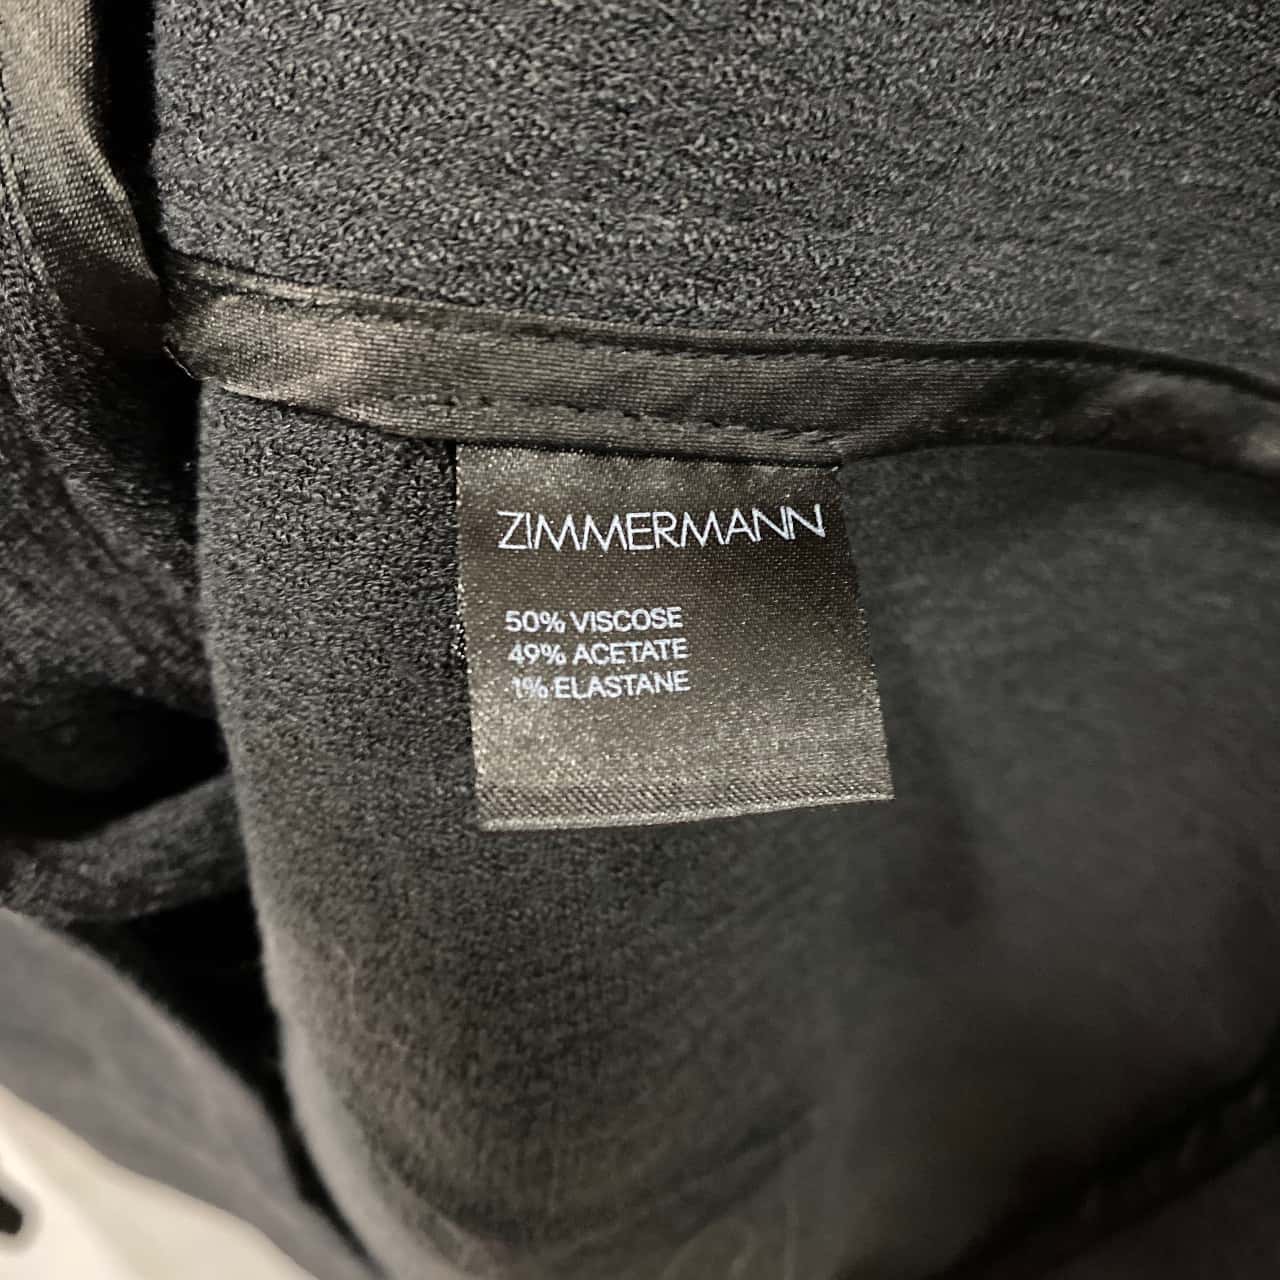 ZIMMERMANN
50% VISCOSE
49% ACETATE
1% ELASTANE